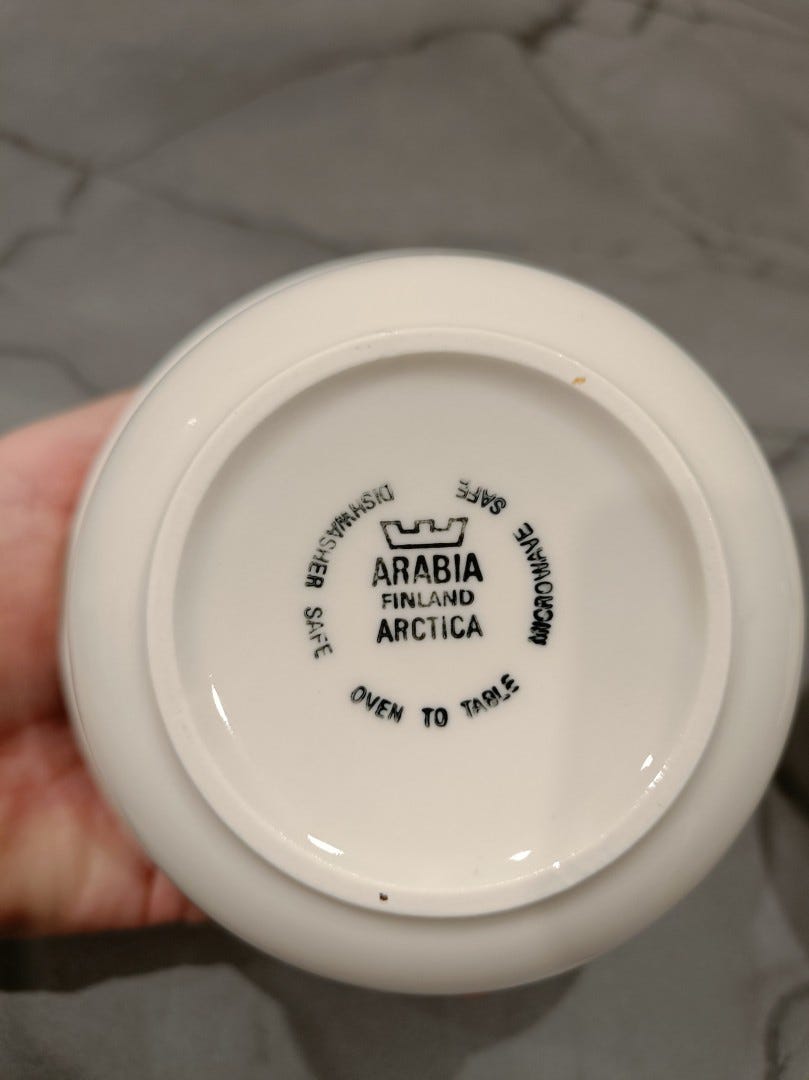 ARABIA
FINLAND
ARCTICA
DISHWASHER SAFE
OVEN TO TABLE
MICROWAVE SAFE